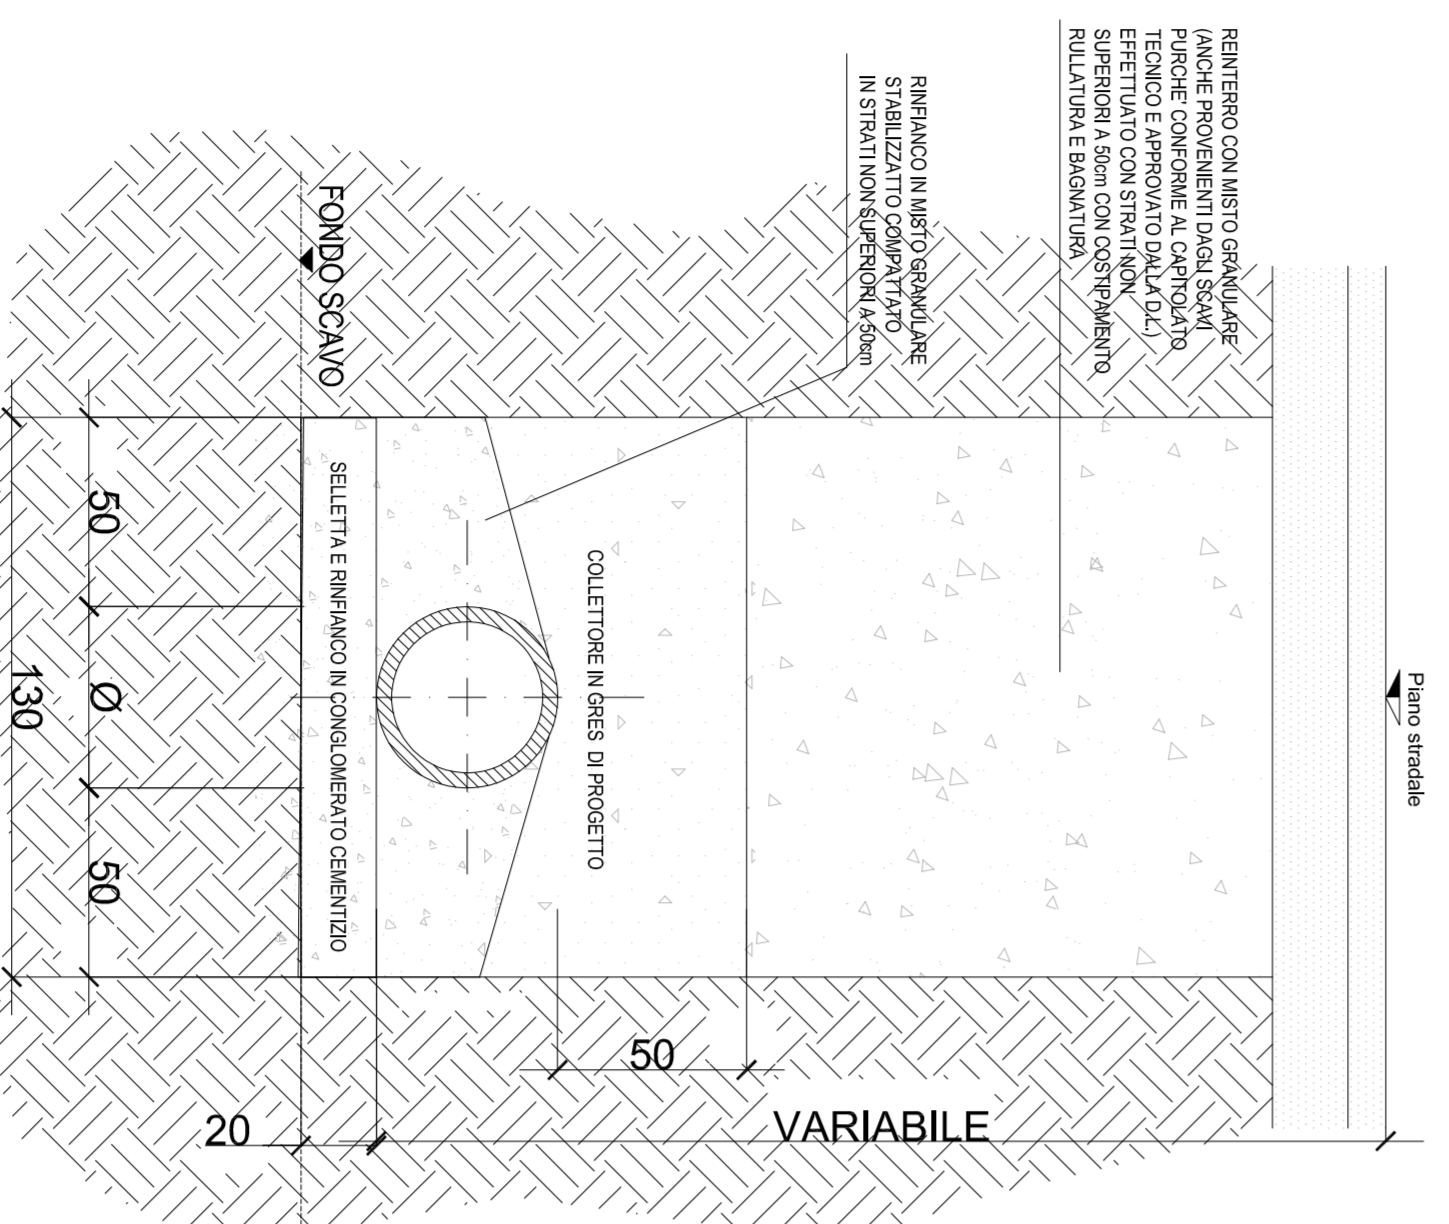 Piano stradale
REINTERRO CON MISTO GRANULARE
(ANCHE PROVENIENTI DAGLI SCAVI
PURCHE' CONFORME AL CAPITOLATO
TECNICO E APPROVATO DALLA D.L.)
EFFETTUATO CON STRATI NON
SUPERIORI A 50cm CON COSTIPAMENTO
RULLATURA E BAGNATURA
RINFIANCO IN MISTO GRANULARE
STABILIZZATTO COMPATTATO
IN STRATI NON SUPERIORI A 50cm
COLLETTORE IN GRES DI PROGETTO
SELLETTA E RINFIANCO IN CONGLOMERATO CEMENTIZIO
FONDO SCAVO
VARIABILE
50
20
50
Ø
50
130